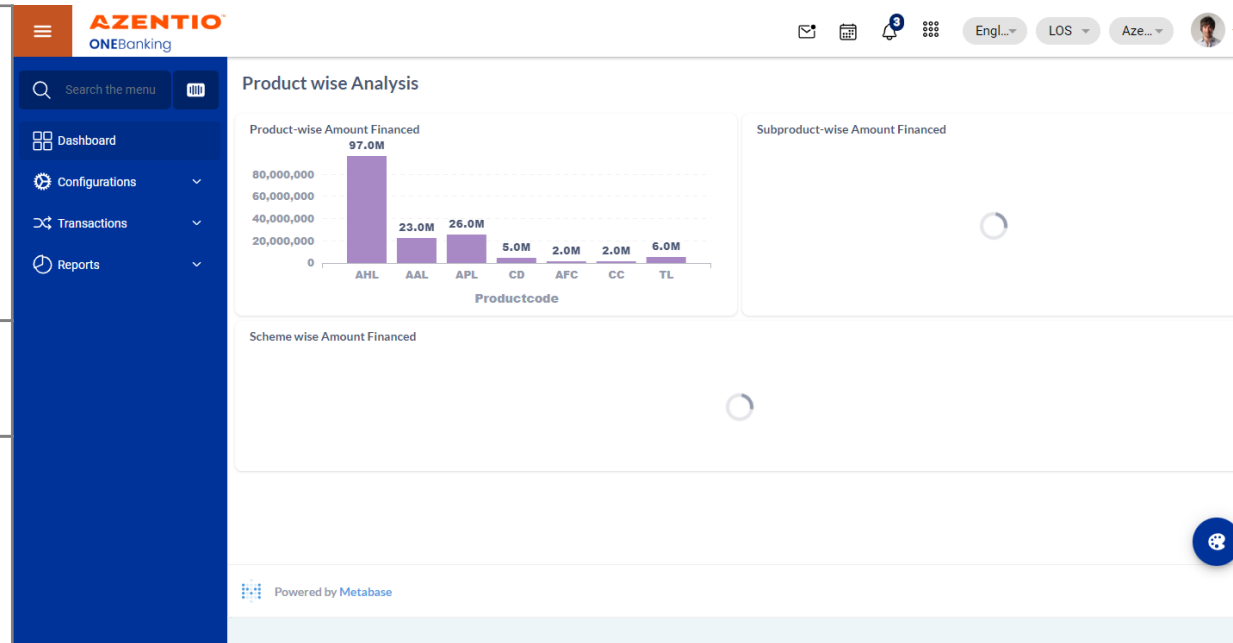 AZENTIO
ONEBanking
3
Engl...
LOS
Aze...
Search the menu
Dashboard
Configurations
Transactions
Reports
Product wise Analysis
Product-wise Amount Financed
97.0M
80,000,000
60,000,000
40,000,000
20,000,000
0
23.0M
26.0M
5.0M
2.0M
2.0M
6.0M
AHL AAL APL CD AFC CC TL
Productcode
Subproduct-wise Amount Financed
Scheme wise Amount Financed
Powered by Metabase